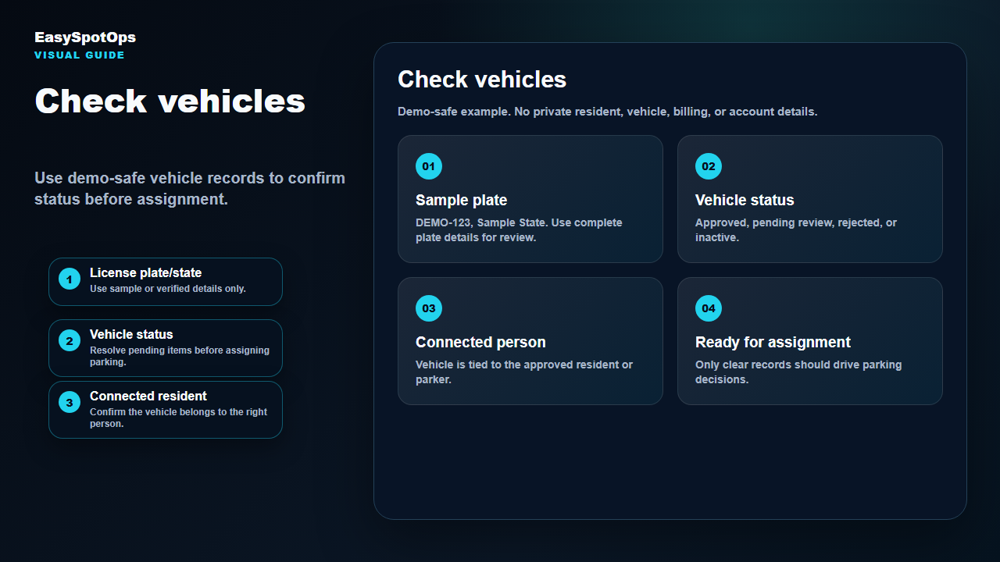 EasySpotOps
VISUAL GUIDE
Check vehicles
Use demo-safe vehicle records to confirm
status before assignment.
1
License plate/state
Use sample or verified details only.
2
Vehicle status
Resolve pending items before assigning
parking.
3
Connected resident
Confirm the vehicle belongs to the right
person.
Check vehicles
Demo-safe example. No private resident, vehicle, billing, or account details.
01
Sample plate
DEMO-123, Sample State. Use complete
plate details for review.
02
Vehicle status
Approved, pending review, rejected, or
inactive.
03
Connected person
Vehicle is tied to the approved resident or
parker.
04
Ready for assignment
Only clear records should drive parking
decisions.